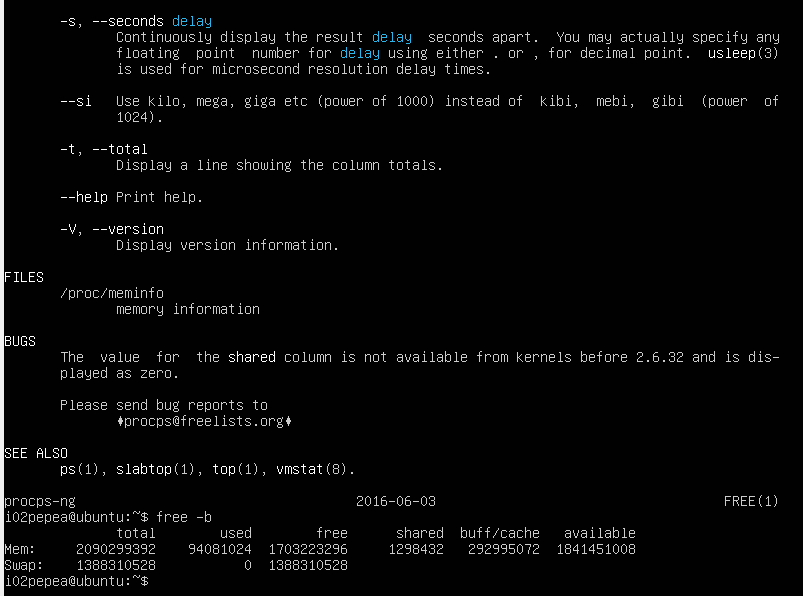 -s, --seconds delay
Continuously display the result delay  seconds apart.  You may actually specify any
floating  point  number for delay using either . or , for decimal point.  usleep(3)
is used for microsecond resolution delay times.
--si   Use kilo, mega, giga etc (power of 1000) instead of  kibi,  mebi,  gibi  (power  of
1024).
-t, --total
Display a line showing the column totals.
--help Print help.
-V, --version
Display version information.
FILES
/proc/meminfo
memory information
BUGS
The  value  for  the shared column is not available from kernels before 2.6.32 and is dis-
played as zero.
Please send bug reports to
♦procps@freelists.org♦
SEE ALSO
ps(1), slabtop(1), top(1), vmstat(8).
procps-ng                                   2016-06-03                                    FREE(1)
i02pepea@ubuntu:~$ free -b
              total        used        free      shared  buff/cache   available
Mem:     2090299392    94081024  1703223296     1298432   292995072  1841451008
Swap:    1388310528           0  1388310528
i02pepea@ubuntu:~$